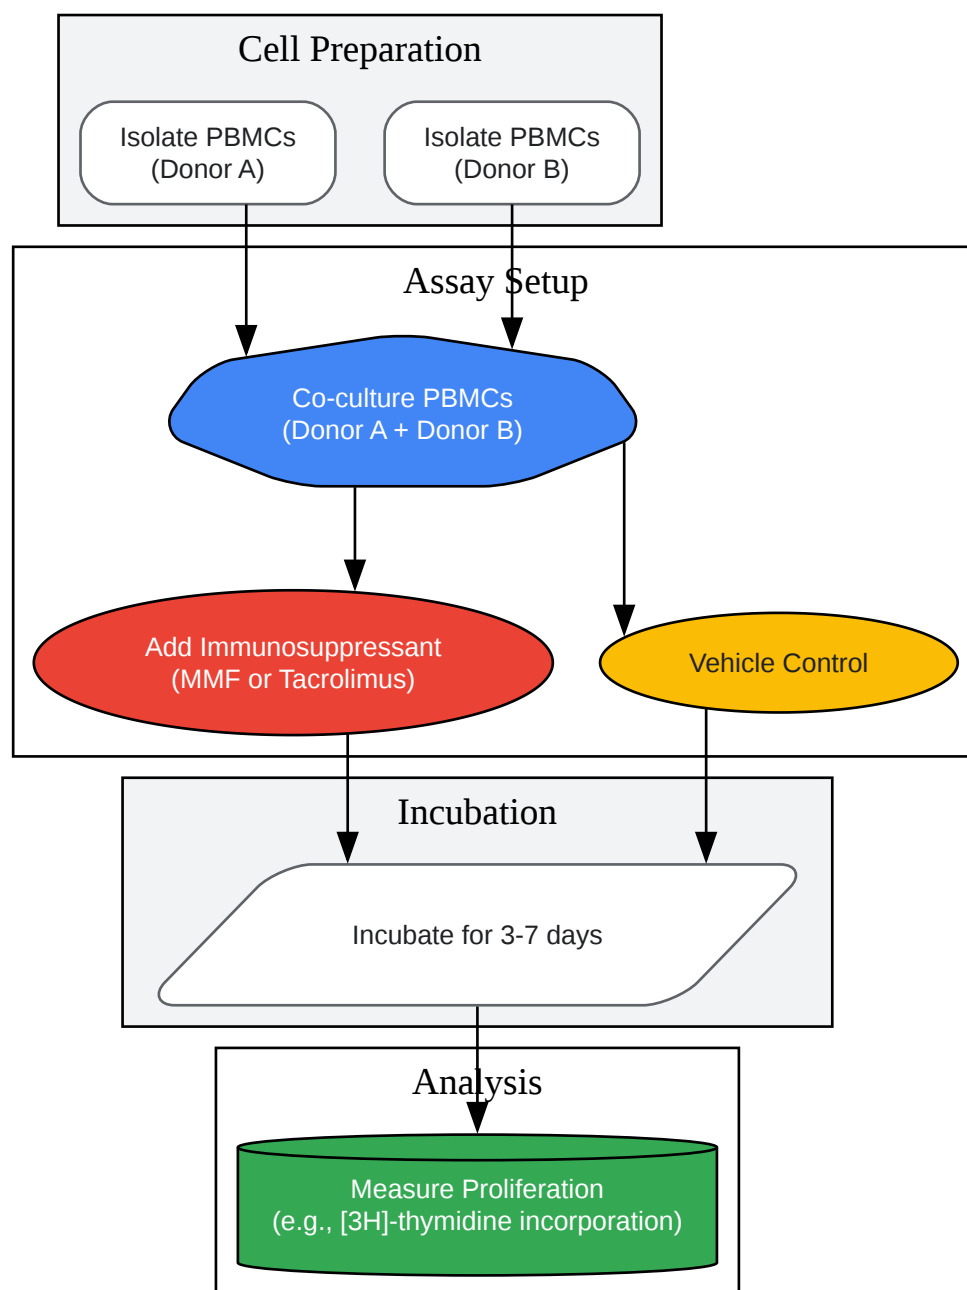 Cell Preparation
Isolate PBMCs
(Donor A)
Isolate PBMCs
(Donor B)
Assay Setup
Co-culture PBMCs
(Donor A + Donor B)
Add Immunosuppressant
(MMF or Tacrolimus)
Vehicle Control
Incubation
Incubate for 3-7 days
Analysis
Measure Proliferation
(e.g., [3H]-thymidine incorporation)